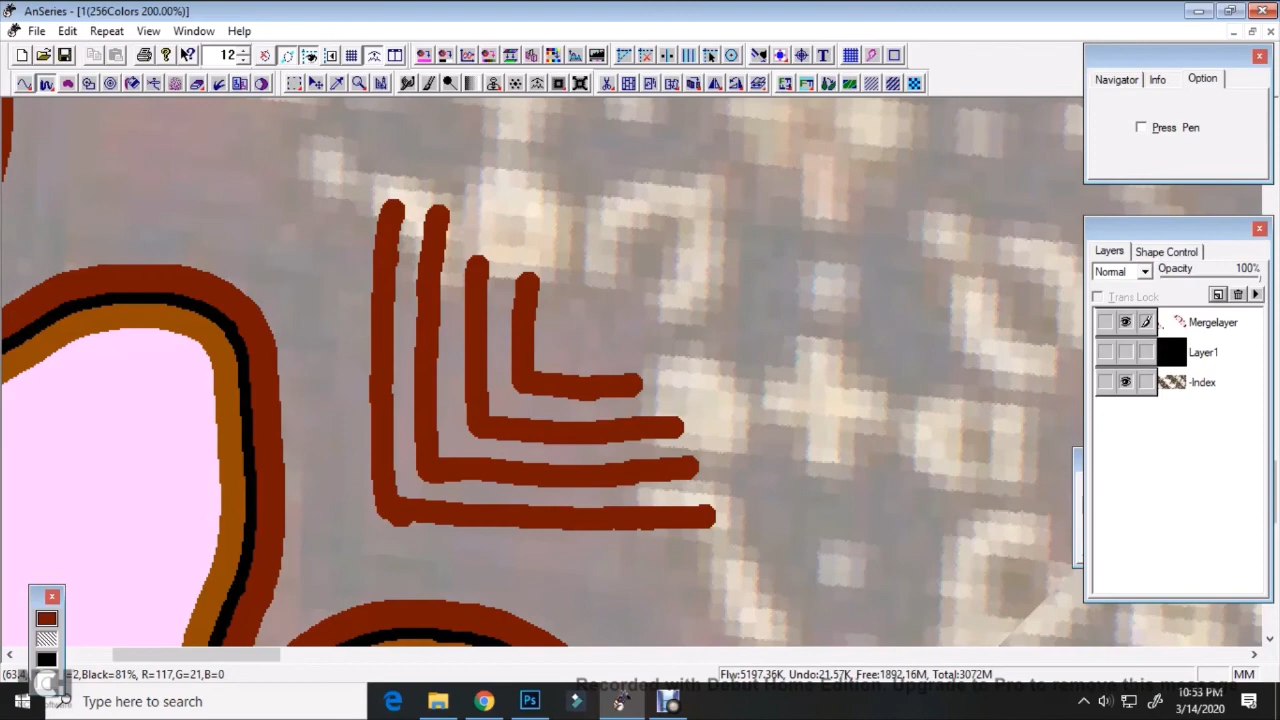 AnSeries - [1(256Colors 200.00%)]
File Edit Repeat View Window Help
12
Navigator Info Option
Press Pen
Layers Shape Control
Normal Opacity 100%
Trans Lock
Mergelayer
Layer1
-Index
=2,Black=81%, R=117,G=21,B=0
Flw:5197.36K, Undo:21.57K, Free:1892.16M, Total:3072M
MM
Recorded with Debut Home Edition. Upgrade to Pro to remove this message
Type here to search
10:53 PM
3/14/2020